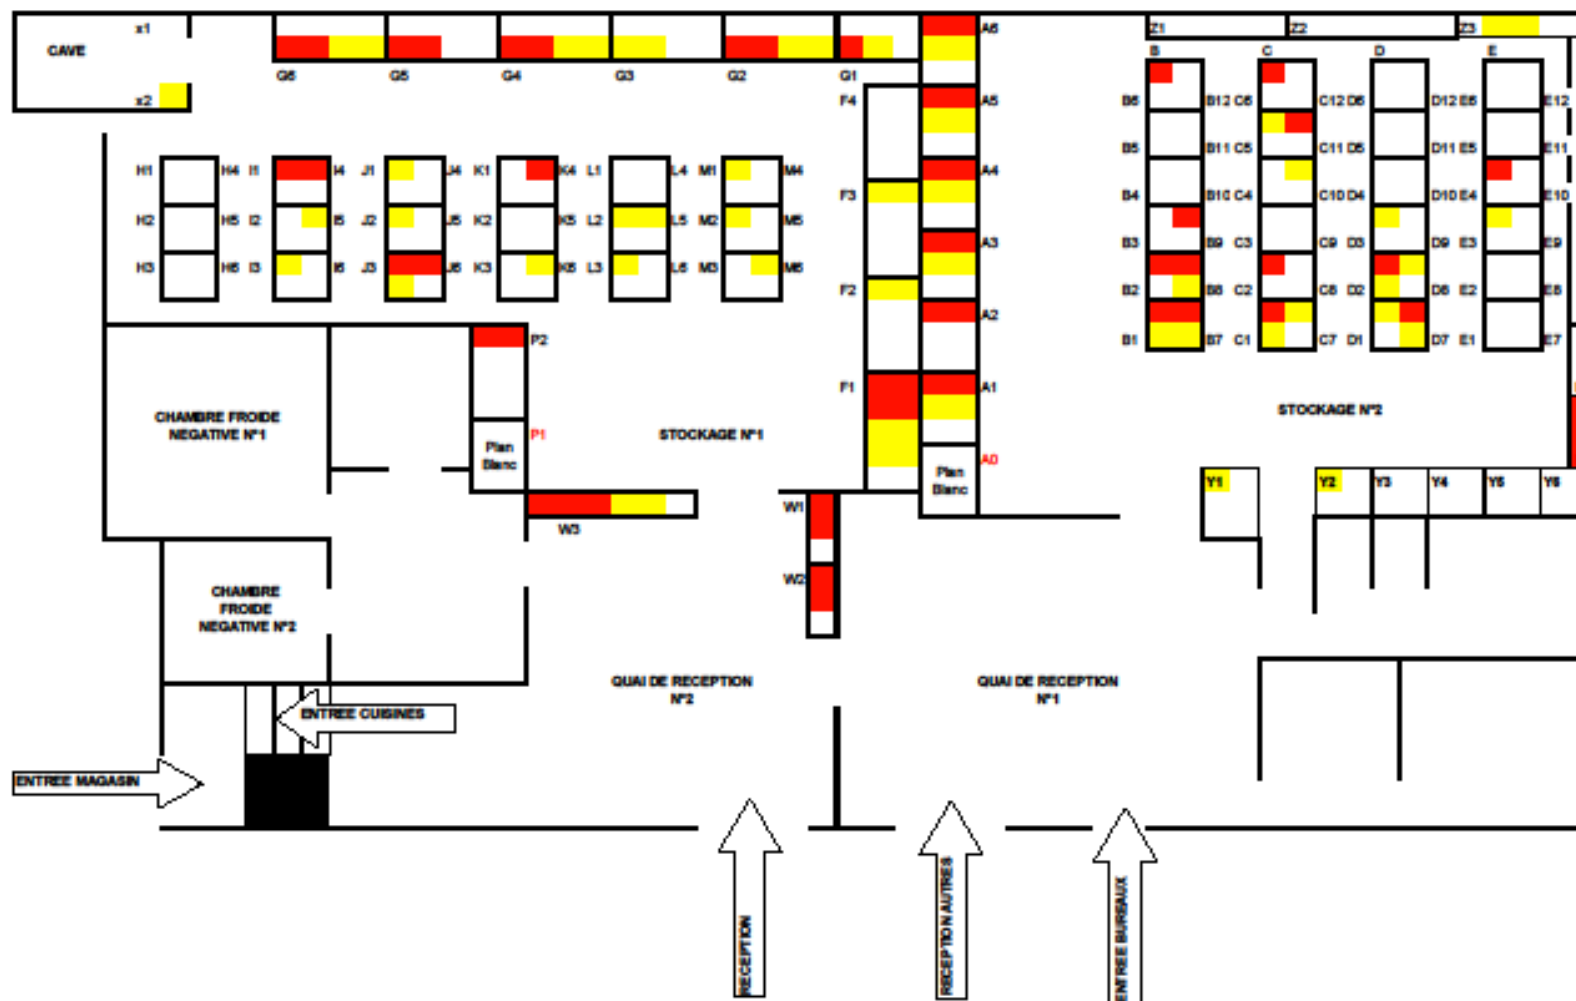 x1
CAVE
x2
G6 G5 G4 G3 G2 G1
A6
Z1 Z2 Z3
B C D E
F4 A5
B6 B12 C6 C12 D6 D12 E6 E12
B5 B11 C5 C11 D5 D11 E5 E11
H1 H4 I1 I4 J1 J4 K1 K4 L1 L4 M1 M4
A4
F3
B4 B10 C4 C10 D4 D10 E4 E10
H2 H5 I2 I5 J2 J5 K2 K5 L2 L5 M2 M5
A3
B3 B9 C3 C9 D3 D9 E3 E9
H3 H6 I3 I6 J3 J6 K3 K6 L3 L6 M3 M6
F2
B2 B8 C2 C8 D2 D8 E2 E8
A2
P2
B1 B7 C1 C7 D1 D7 E1 E7
F1 A1
CHAMBRE FROIDE
NEGATIVE N°1
P1
Plan
Blanc
STOCKAGE N°1
STOCKAGE N°2
A0
Plan
Blanc
Y1 Y2 Y3 Y4 Y5 Y6
W3
W1
W2
CHAMBRE
FROIDE
NEGATIVE N°2
QUAI DE RECEPTION
N°2
QUAI DE RECEPTION
N°1
ENTREE CUISINES
ENTREE MAGASIN
RECEPTION
RECEPTION AUTRES
ENTREE BUREAUX